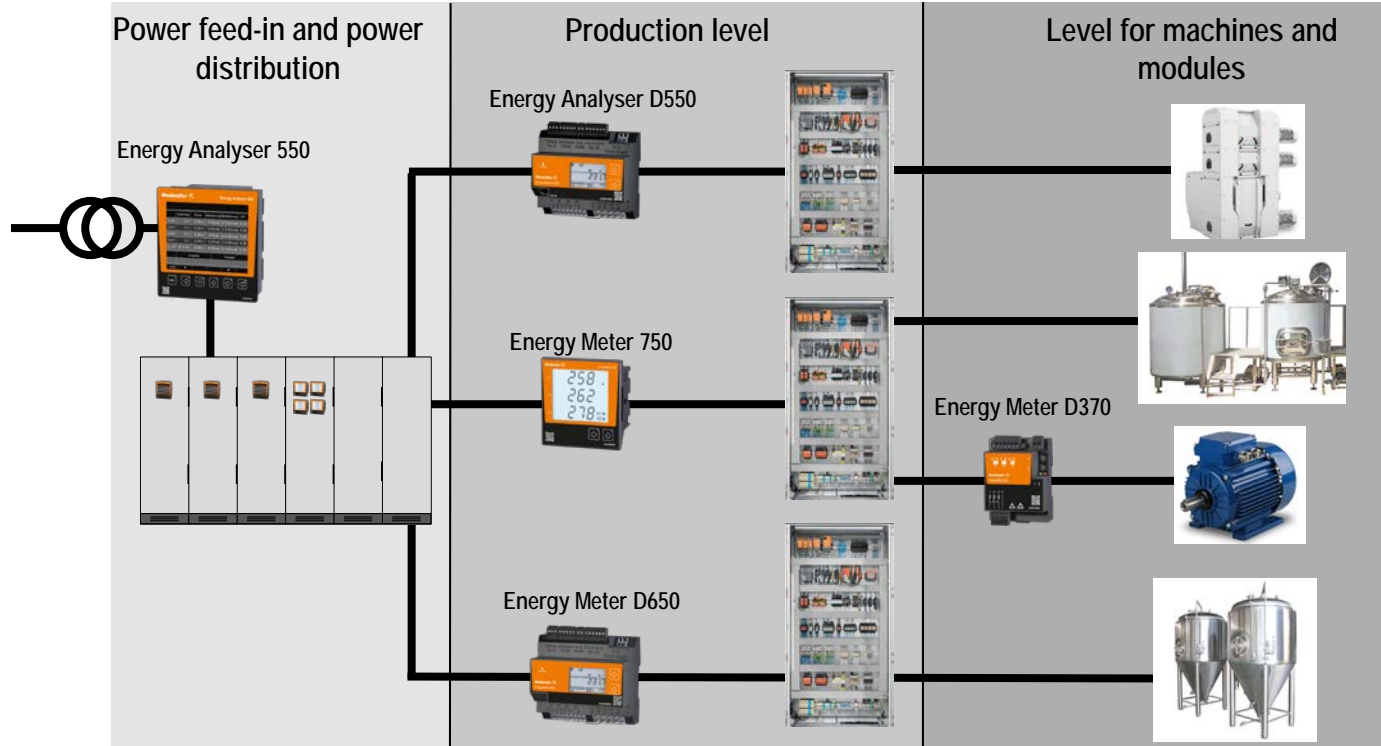 Power feed-in and power
distribution
Production level
Level for machines and
modules
Energy Analyser 550
Energy Analyser D550
Energy Meter 750
258
262
278
Energy Meter D370
Energy Meter D650